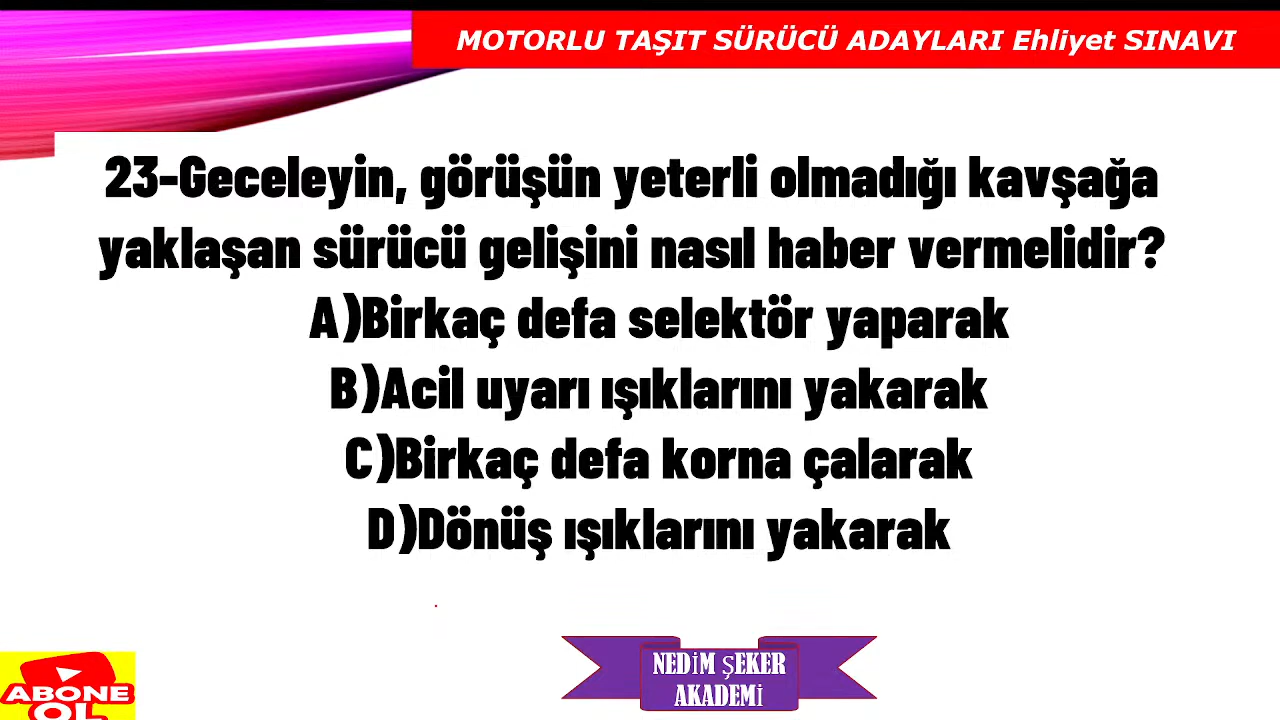 MOTORLU TAŞIT SÜRÜCÜ ADAYLARI Ehliyet SINAVI
23-Geceleyin, görüşün yeterli olmadığı kavşağa
yaklaşan sürücü gelişini nasıl haber vermelidir?
A)Birkaç defa selektör yaparak
B)Acil uyarı ışıklarını yakarak
C)Birkaç defa korna çalarak
D)Dönüş ışıklarını yakarak
NEDİM ŞEKER
AKADEMİ
ABONE
OL